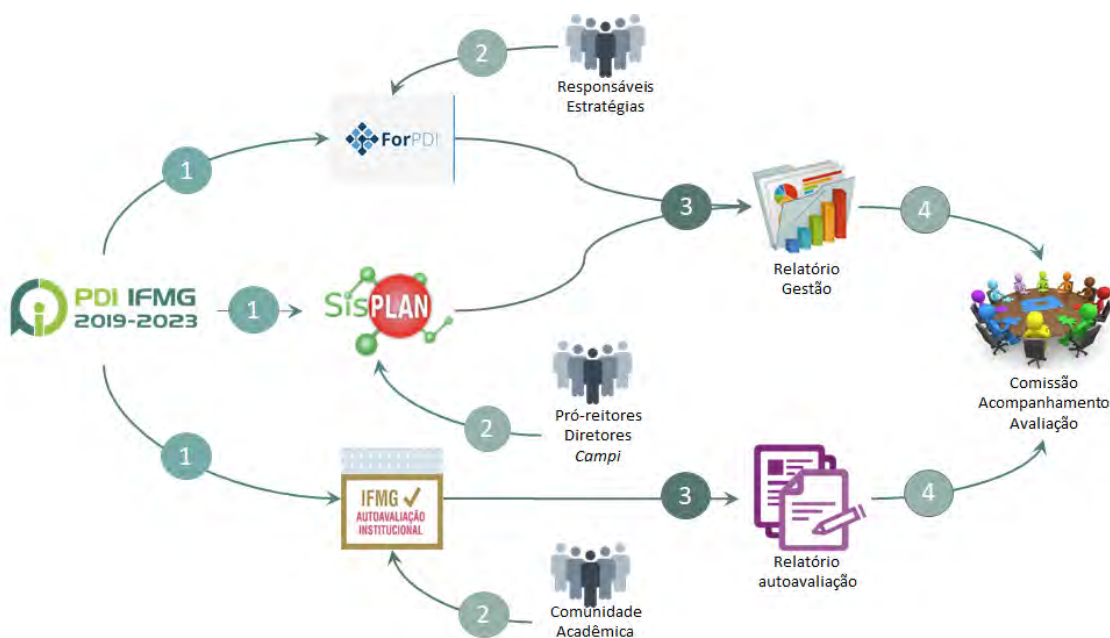 2
Responsáveis
Estratégias
ForPDI
1
3
4
Relatório
Gestão
PDI IFMG
2019-2023
1
SisPLAN
Comissão
Acompanhamento
Avaliação
2
Pró-reitores
Diretores
Campi
1
IFMG
AUTOAVALIAÇÃO
INSTITUCIONAL
3
4
Relatório
autoavaliação
2
Comunidade
Acadêmica